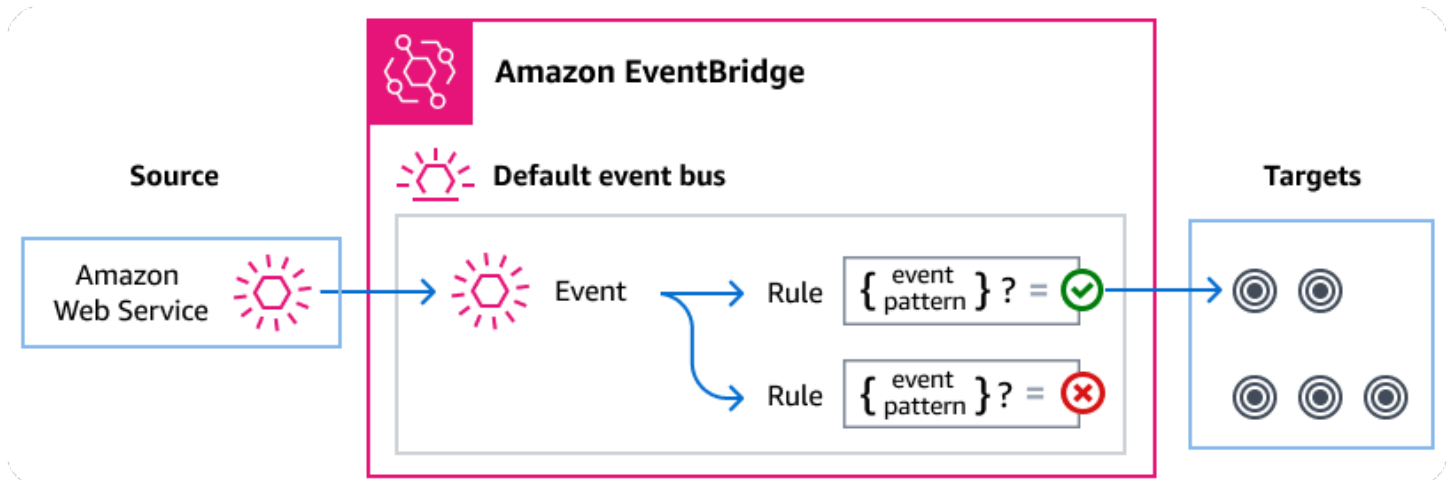 Amazon EventBridge
Source
Default event bus
Targets
Amazon
Web Service
Event
Rule
{ event
pattern } ? =
Rule
{ event
pattern } ? =